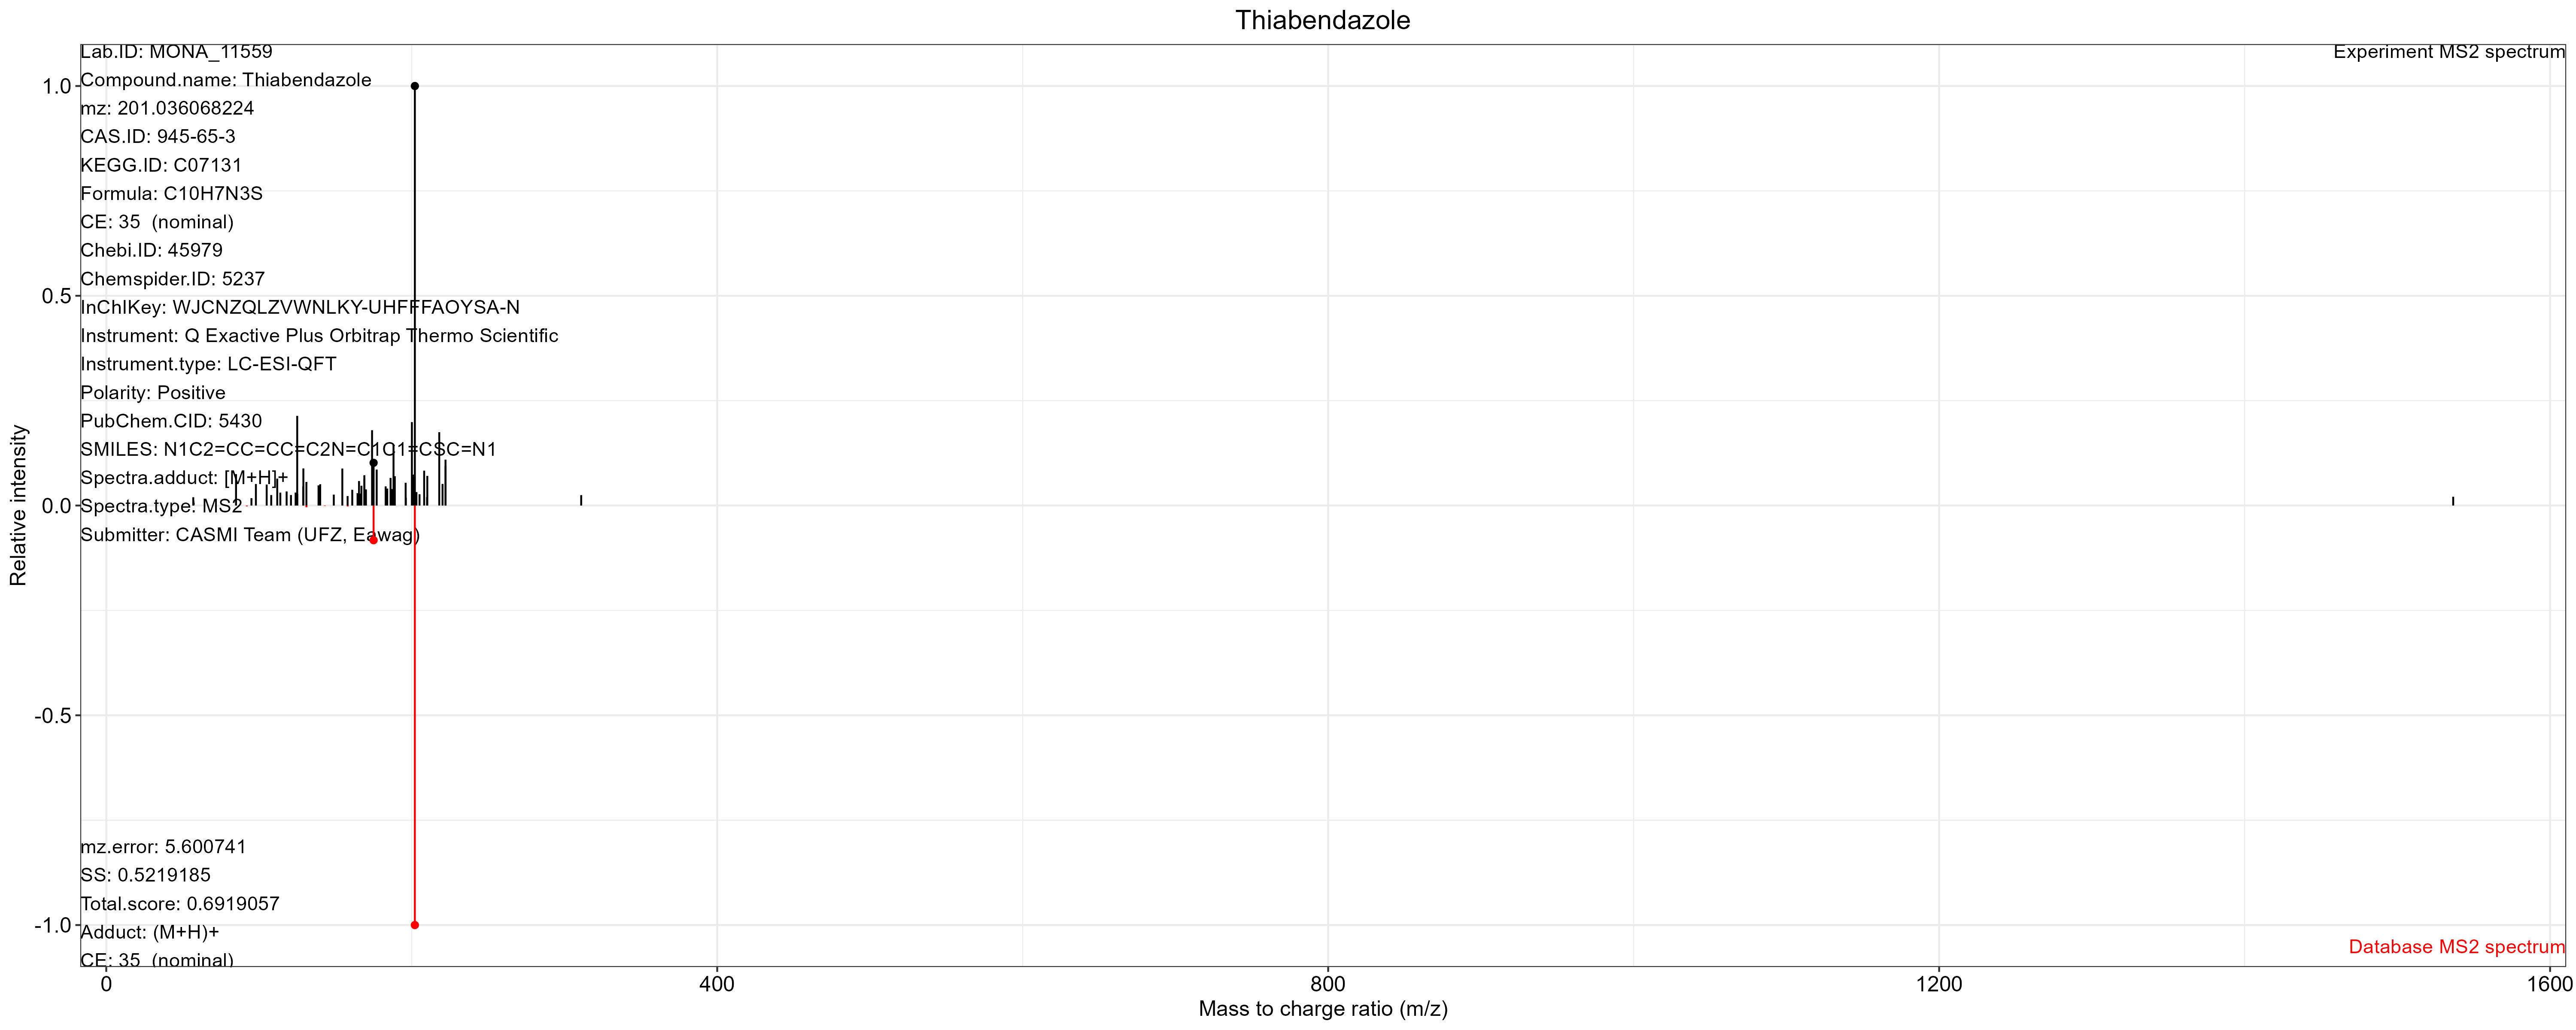 Thiabendazole
Lab.ID: MONA_11559
Experiment MS2 spectrum
Compound.name: Thiabendazole
mz: 201.036068224
CAS.ID: 945-65-3
KEGG.ID: C07131
Formula: C10H7N3S
CE: 35  (nominal)
Chebi.ID: 45979
Chemspider.ID: 5237
InChIKey: WJCNZQLZVWNLKY-UHFFFAOYSA-N
Instrument: Q Exactive Plus Orbitrap Thermo Scientific
Instrument.type: LC-ESI-QFT
Polarity: Positive
PubChem.CID: 5430
SMILES: N1C2=CC=CC=C2N=C1C1=CSC=N1
Spectra.adduct: [M+H]+
Spectra.type: MS2
Submitter: CASMI Team (UFZ, Eawag)
mz.error: 5.600741
SS: 0.5219185
Total.score: 0.6919057
Adduct: (M+H)+
Database MS2 spectrum
CE: 35  (nominal)
1.0
0.5
0.0
-0.5
-1.0
Relative intensity
0 400 800 1200 1600
Mass to charge ratio (m/z)